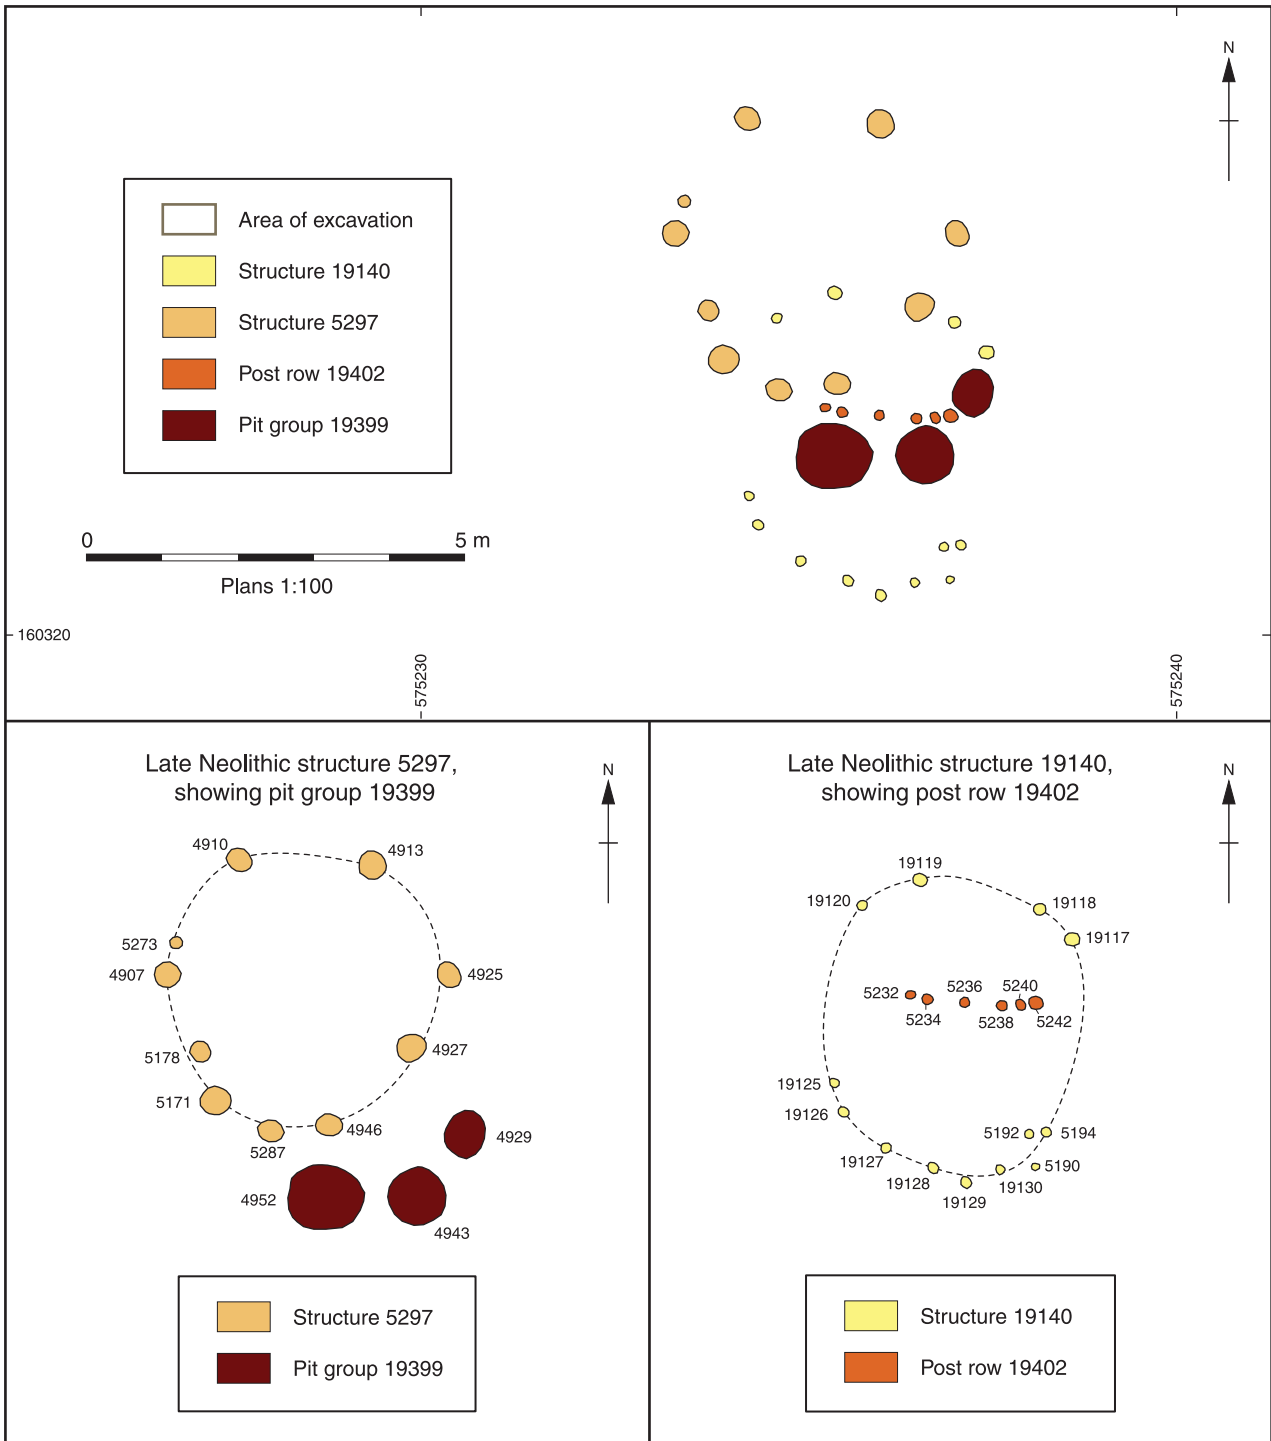 N
Area of excavation
Structure 19140
Structure 5297
Post row 19402
Pit group 19399
0 5 m
Plans 1:100
160320
575230
575240
Late Neolithic structure 5297,
showing pit group 19399
N
4910
4913
5273
4907
4925
5178
4927
5171
4946
5287
4929
4952
4943
Structure 5297
Pit group 19399
Late Neolithic structure 19140,
showing post row 19402
N
19119
19120
19118
19117
5232
5236
5240
5234
5238
5242
19125
19126
5192
5194
19127
5190
19128
19130
19129
Structure 19140
Post row 19402